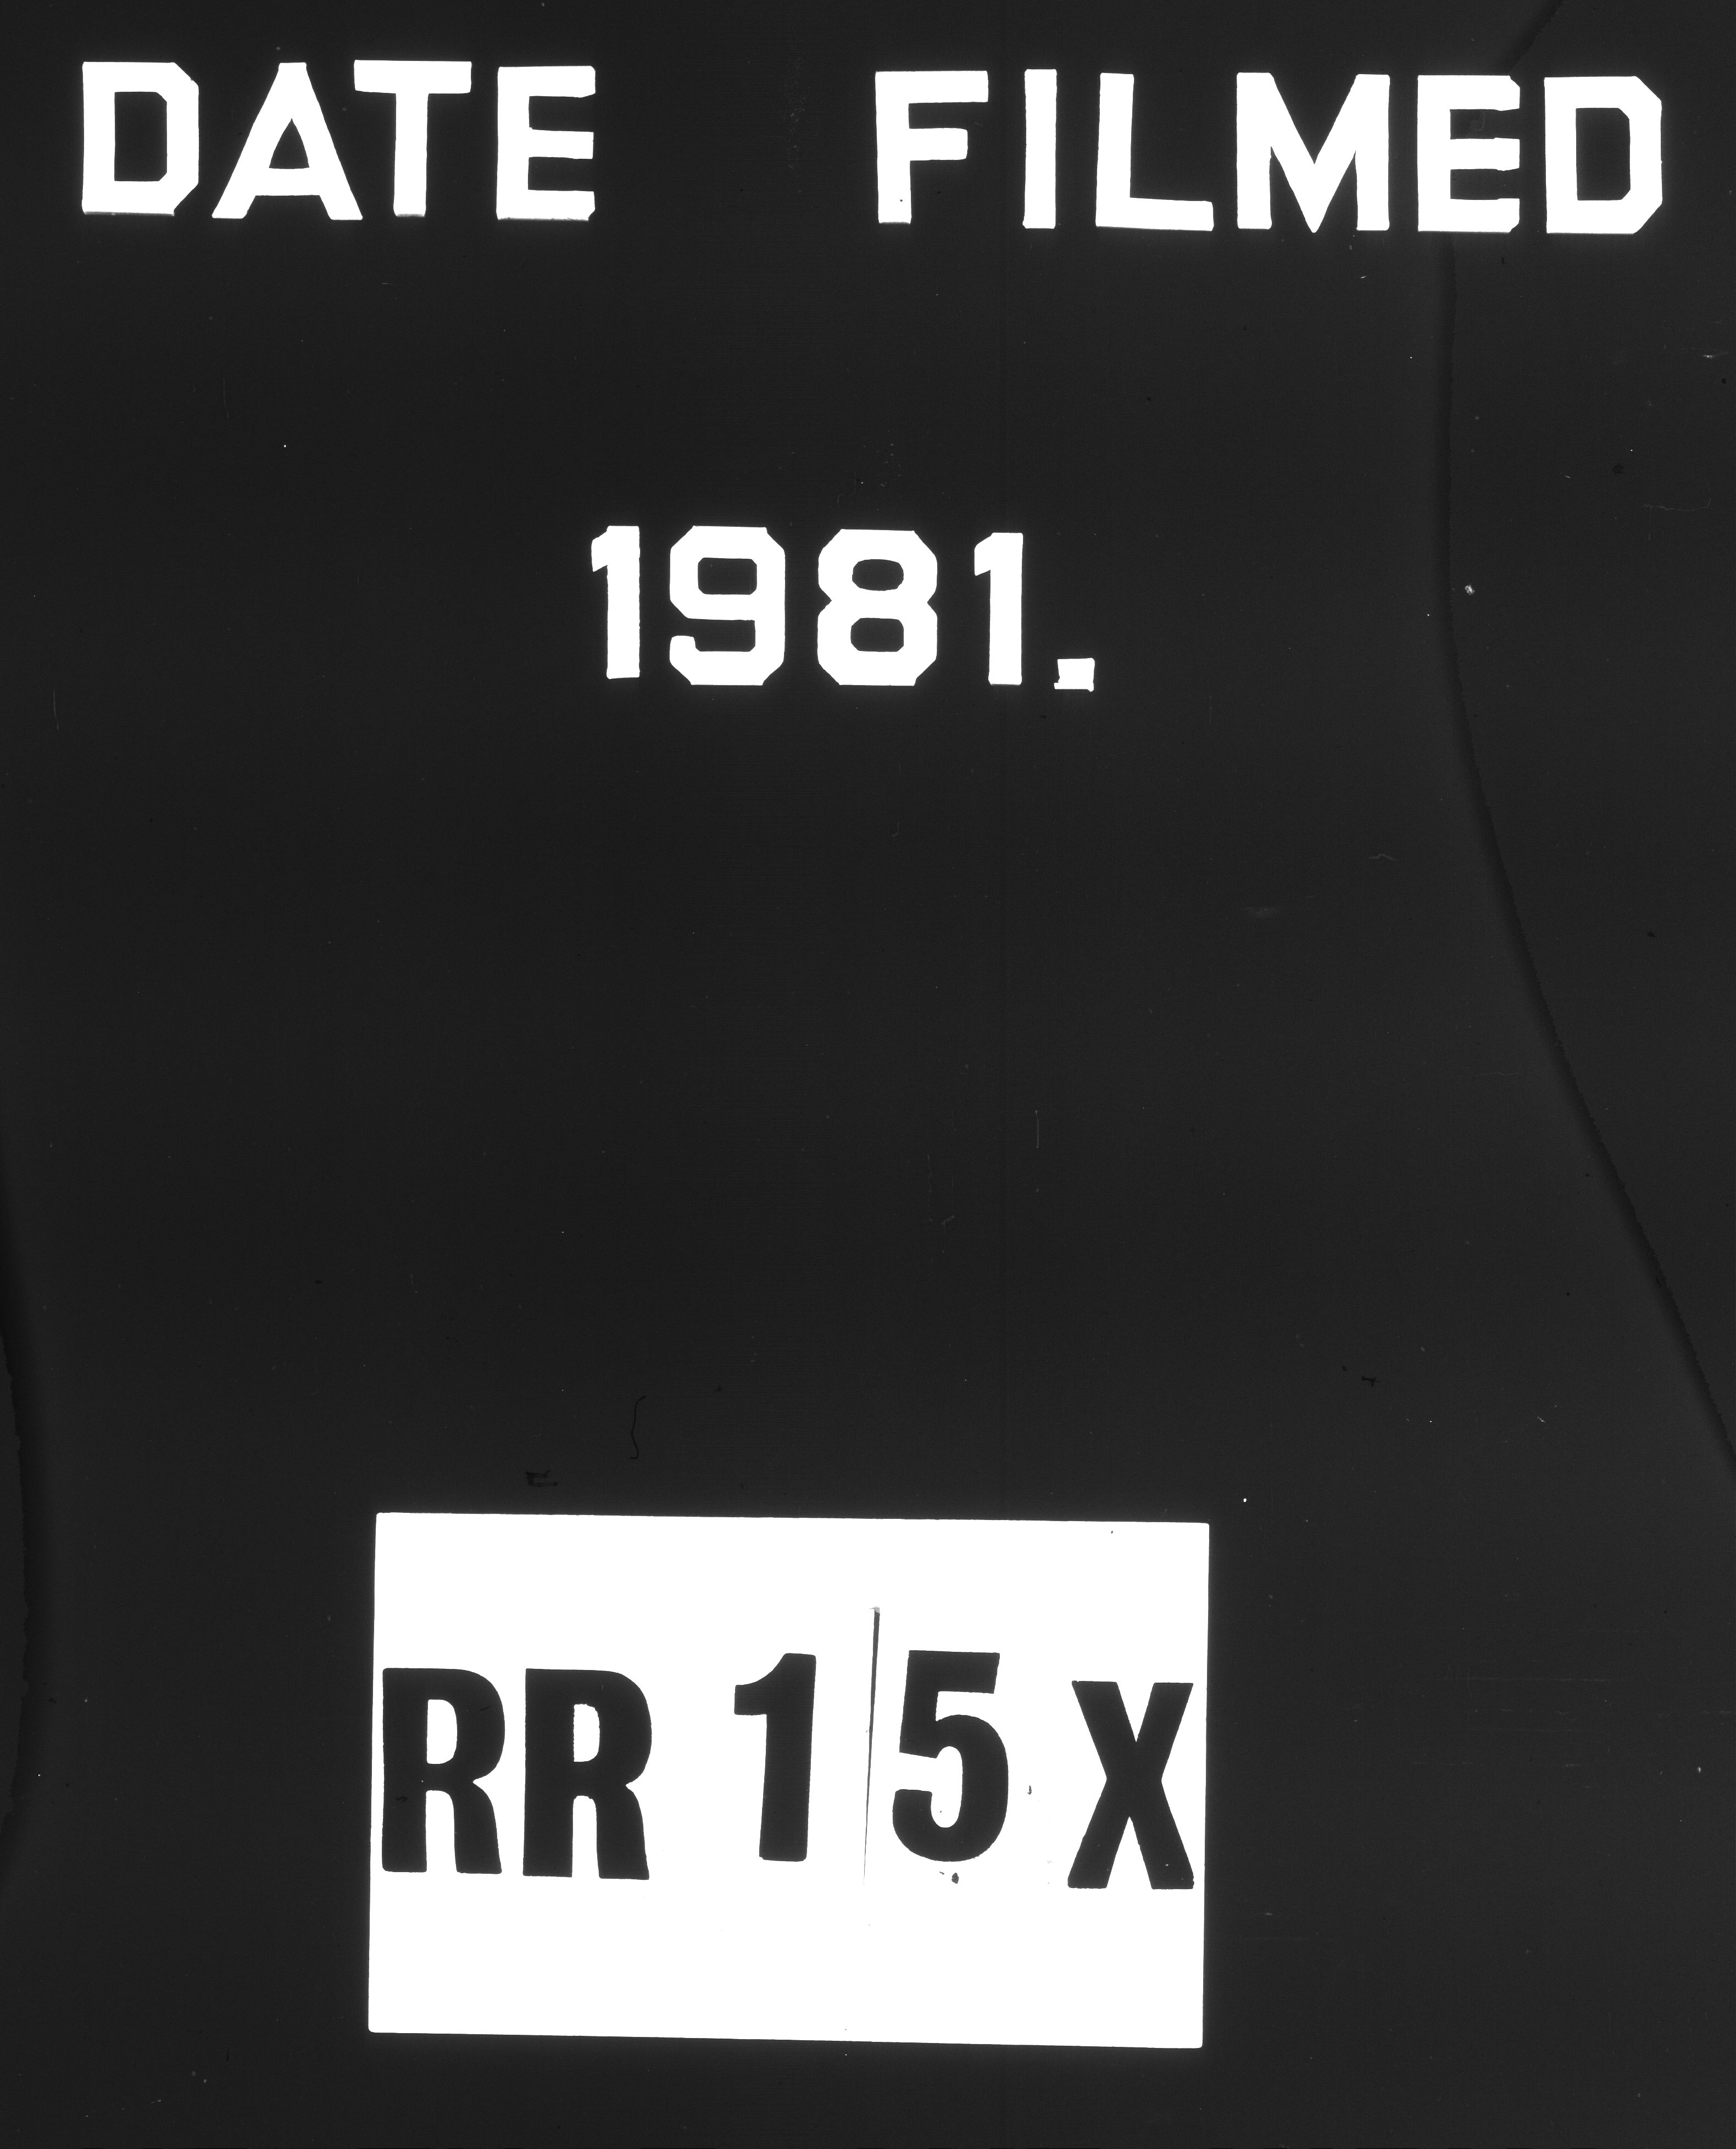 DATE FILMED
1981.
RR 15 X